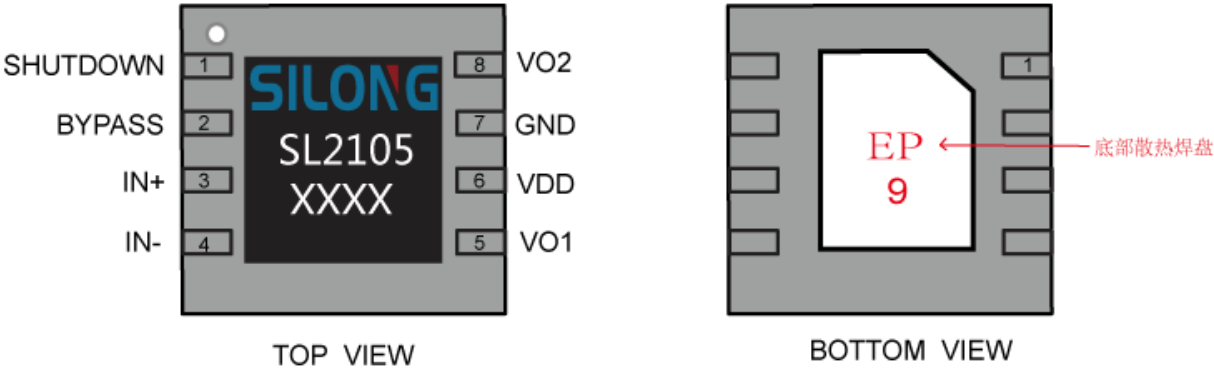 SHUTDOWN 1 8 VO2
BYPASS 2 7 GND
IN+ 3 6 VDD
IN- 4 5 VO1
SILONG
SL2105
XXXX
TOP VIEW
1
EP
9
底部散热焊盘
BOTTOM VIEW